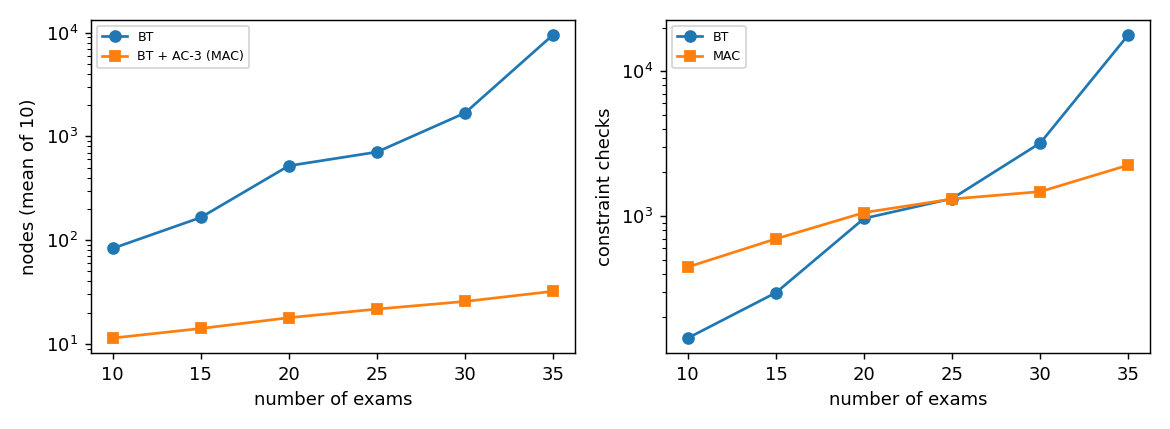 BT
BT + AC-3 (MAC)
nodes (mean of 10)
10⁴
10³
10²
10¹
10 15 20 25 30 35
number of exams
BT
MAC
constraint checks
10⁴
10³
10 15 20 25 30 35
number of exams